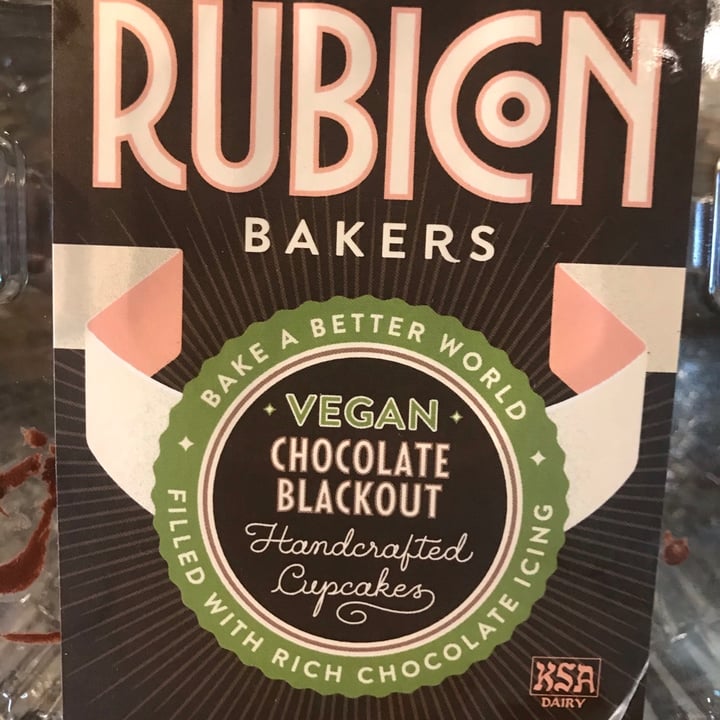 RUBICON
BAKERS
BAKE A BETTER WORLD
VEGAN
CHOCOLATE
BLACKOUT
Handcrafted
Cupcakes
FILLED WITH RICH CHOCOLATE ICING
KSA
DAIRY